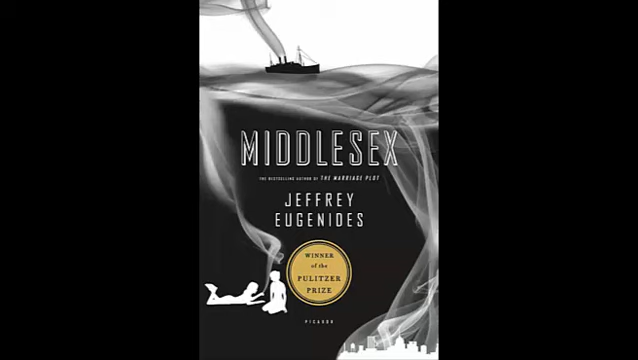 MIDDLESEX
THE BESTSELLING AUTHOR OF THE MARRIAGE PLOT
JEFFREY
EUGENIDES
WINNER
of the
PULITZER
PRIZE
PICADOR